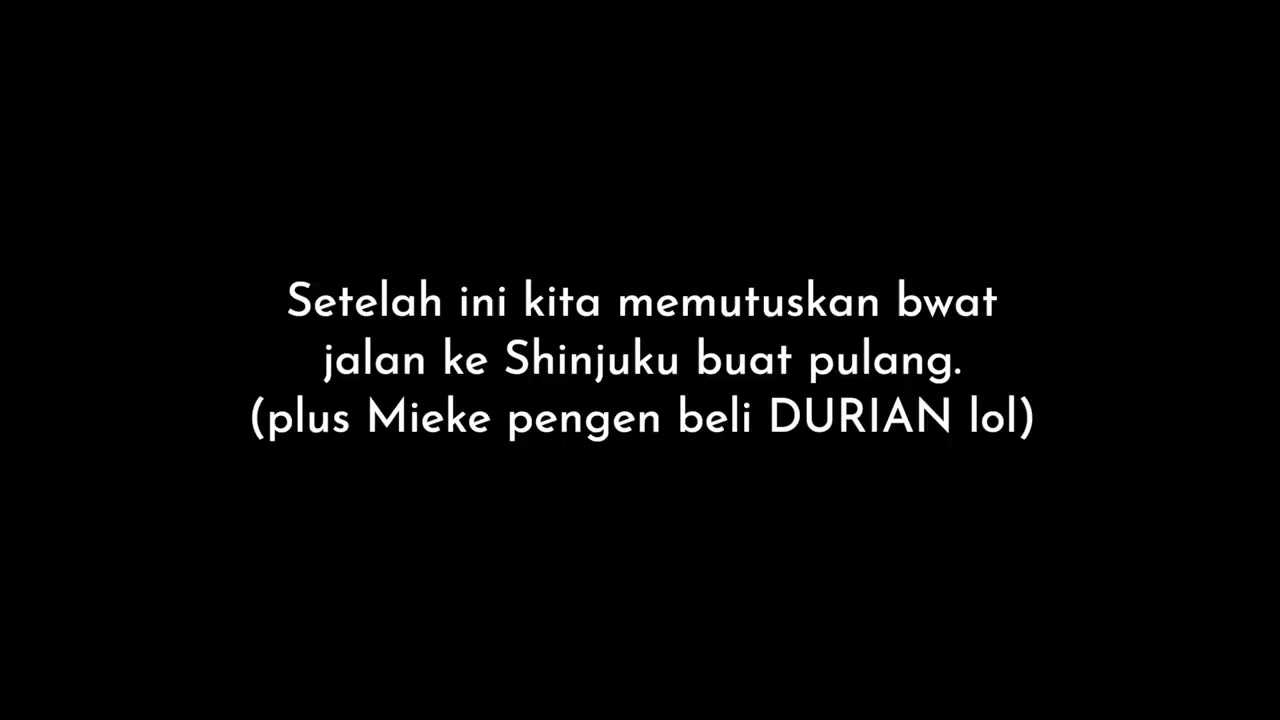 Setelah ini kita memutuskan bwat
jalan ke Shinjuku buat pulang.
(plus Mieke pengen beli DURIAN lol)